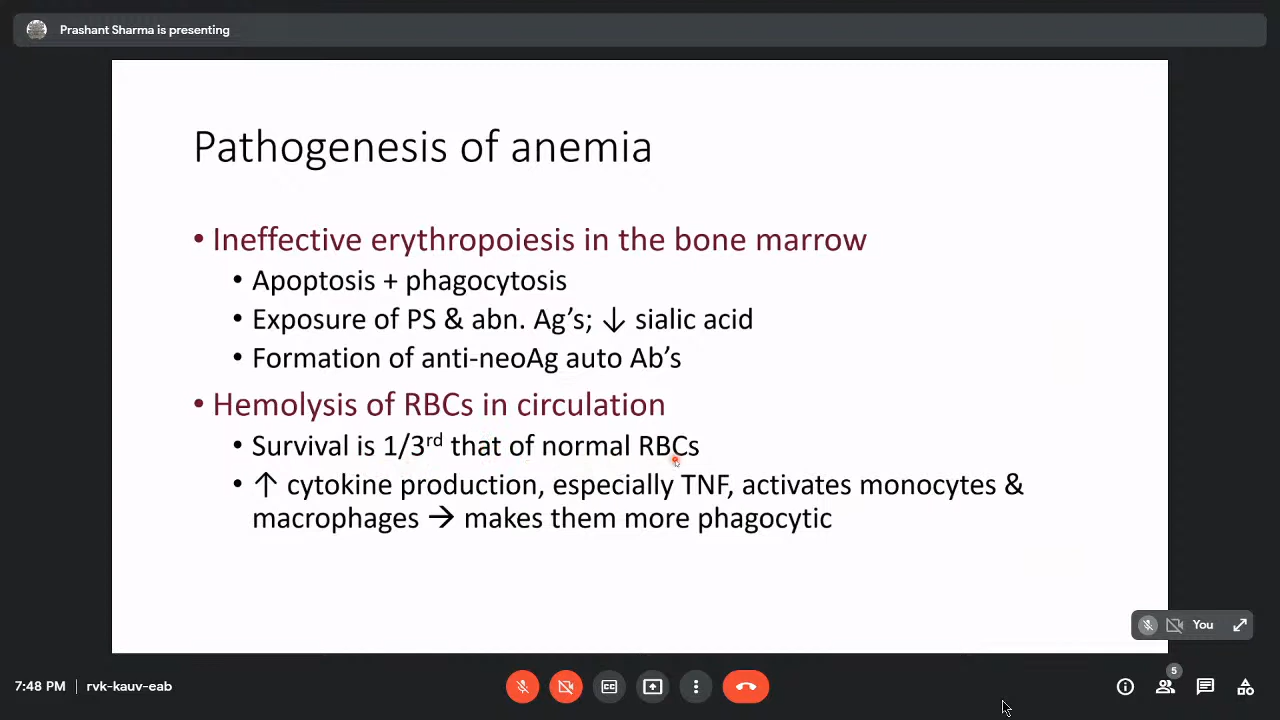 Prashant Sharma is presenting
Pathogenesis of anemia
• Ineffective erythropoiesis in the bone marrow
• Apoptosis + phagocytosis
• Exposure of PS & abn. Ag’s; ↓ sialic acid
• Formation of anti-neoAg auto Ab’s
• Hemolysis of RBCs in circulation
• Survival is 1/3rd that of normal RBCs
• ↑ cytokine production, especially TNF, activates monocytes &
macrophages → makes them more phagocytic
You
5
7:48 PM | rvk-kauv-eab
CC